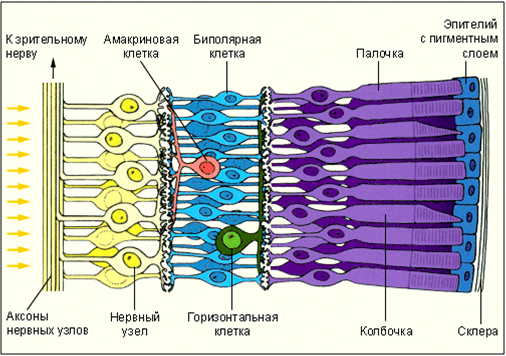 К зрительному
нерву
Амакриновая
клетка
Биполярная
клетка
Палочка
Эпителий
с пигментным
слоем
Аксоны
нервных узлов
Нервный
узел
Горизонтальная
клетка
Колбочка
Склера